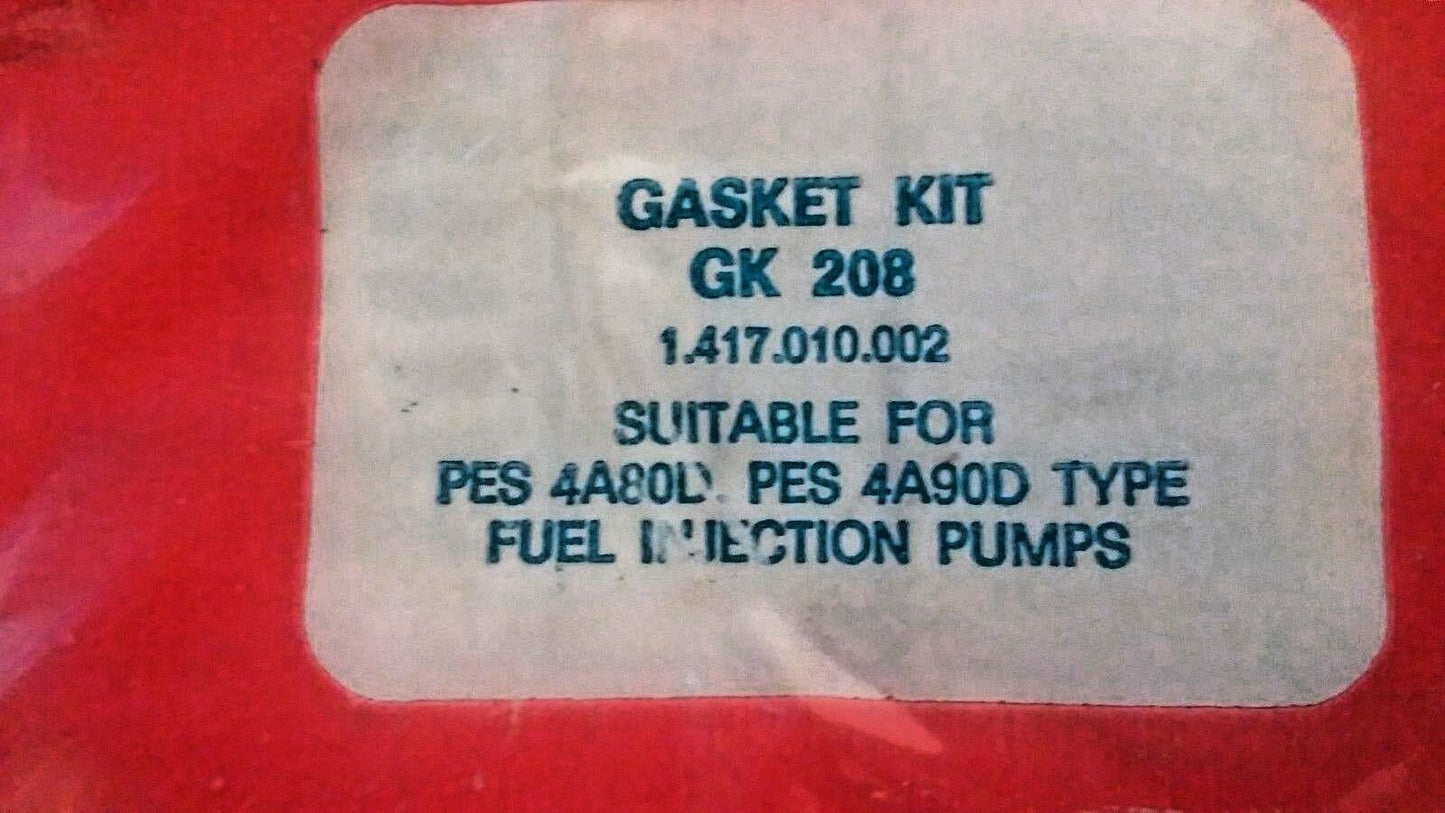 GASKET KIT
GK 208
1.417.010.002
SUITABLE FOR
PES 4A80D. PES 4A90D TYPE
FUEL INJECTION PUMPS